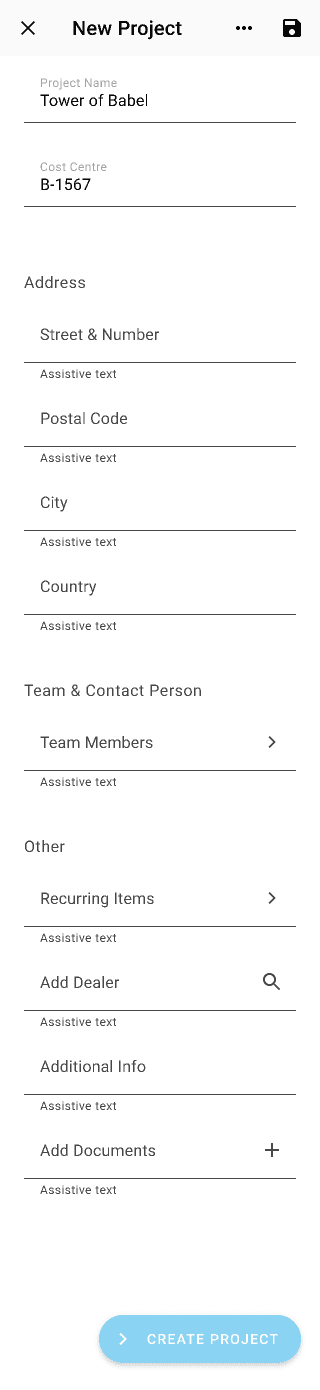 New Project
Project Name
Tower of Babel
Cost Centre
B-1567
Address
Street & Number
Assistive text
Postal Code
Assistive text
City
Assistive text
Country
Assistive text
Team & Contact Person
Team Members
Assistive text
Other
Recurring Items
Assistive text
Add Dealer
Assistive text
Additional Info
Assistive text
Add Documents
Assistive text
CREATE PROJECT